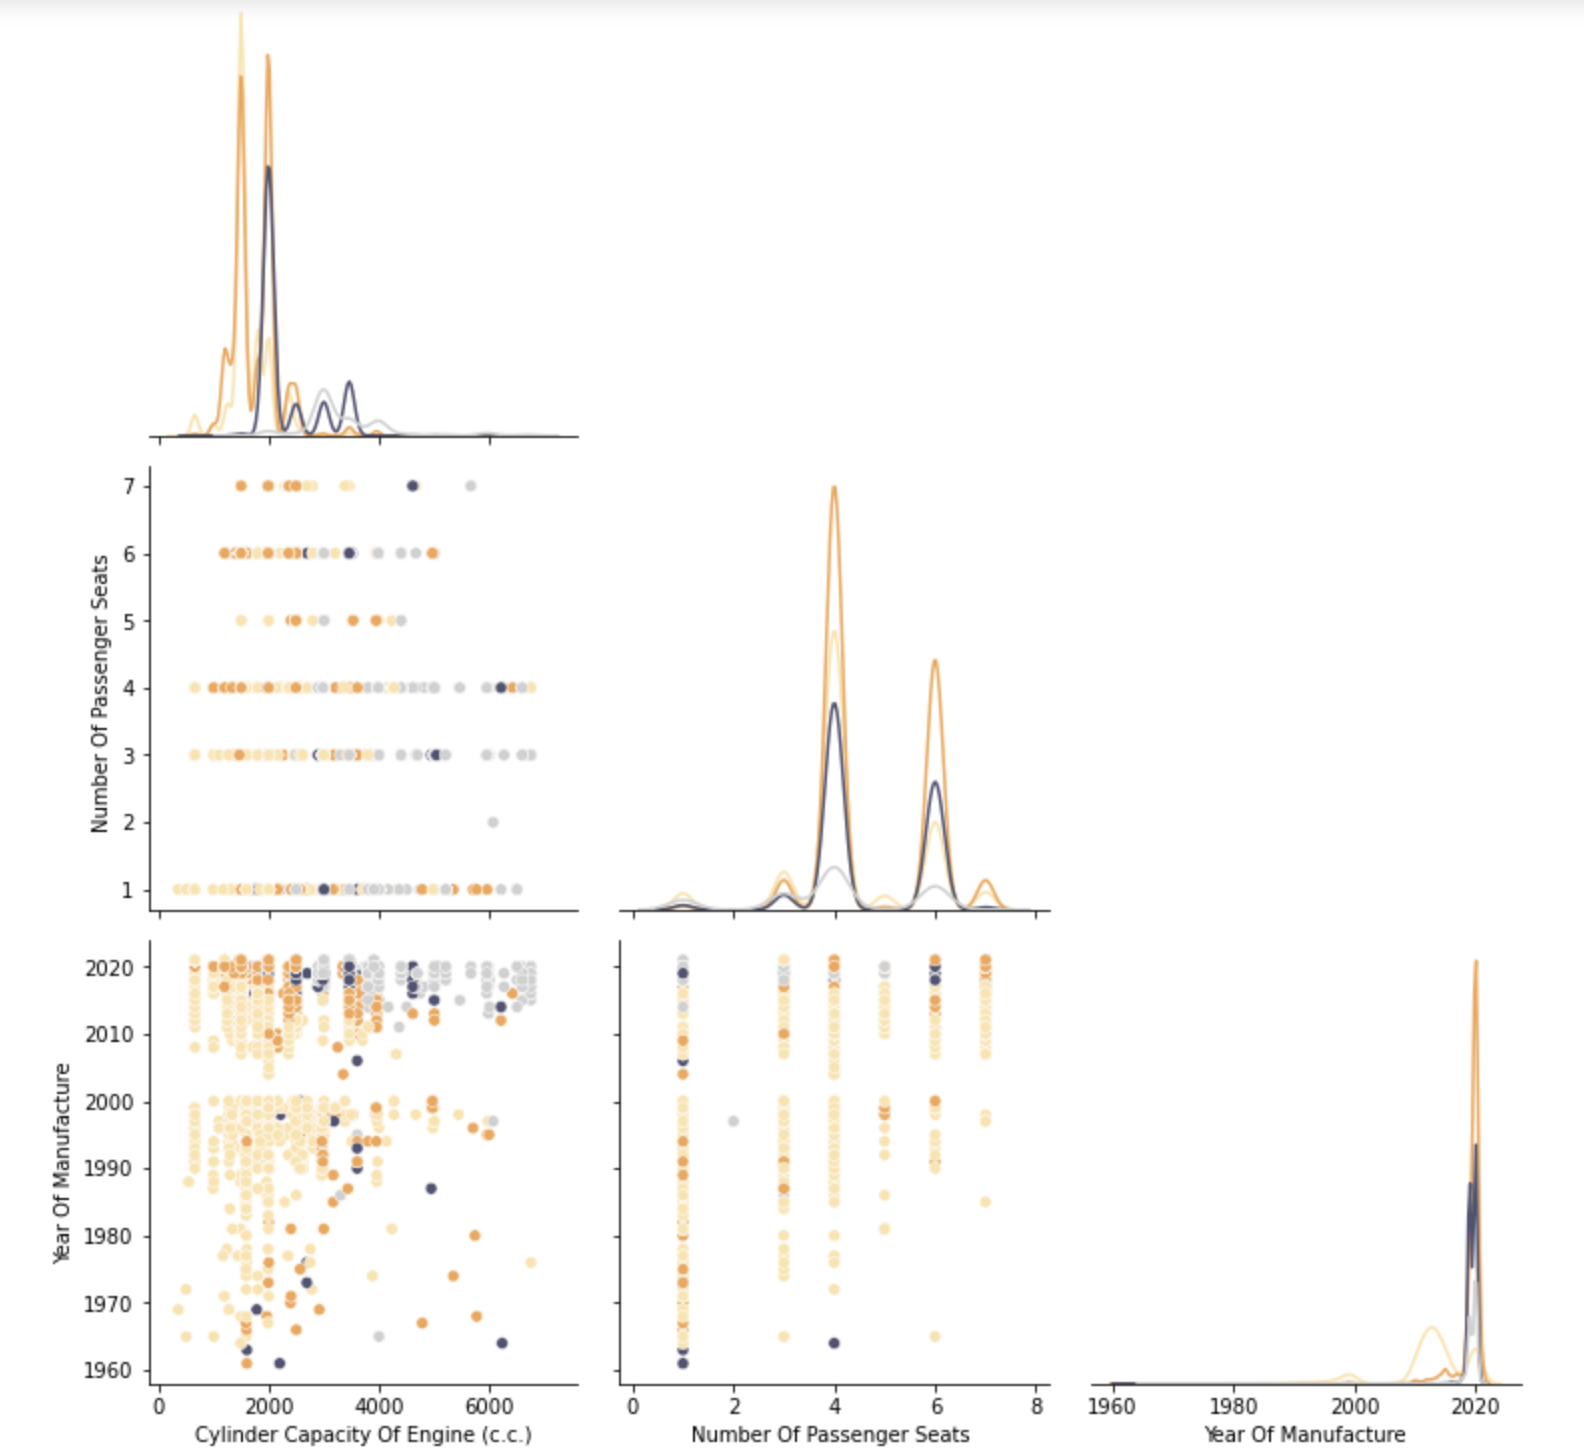 7
6
5
4
3
2
1
Number Of Passenger Seats
2020
2010
2000
1990
1980
1970
1960
Year Of Manufacture
0 2000 4000 6000
Cylinder Capacity Of Engine (c.c.)
0 2 4 6 8
Number Of Passenger Seats
1960 1980 2000 2020
Year Of Manufacture